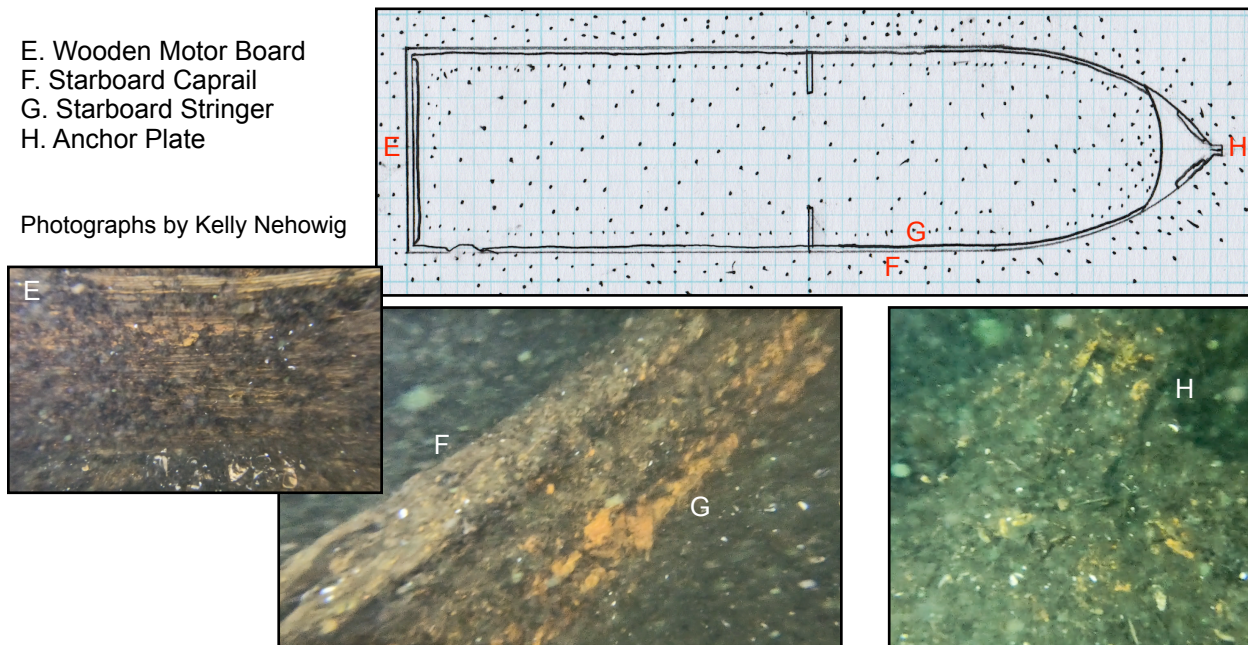 E. Wooden Motor Board
F. Starboard Caprail
G. Starboard Stringer
H. Anchor Plate
Photographs by Kelly Nehowig
E
H
G
F
E
F
G
H